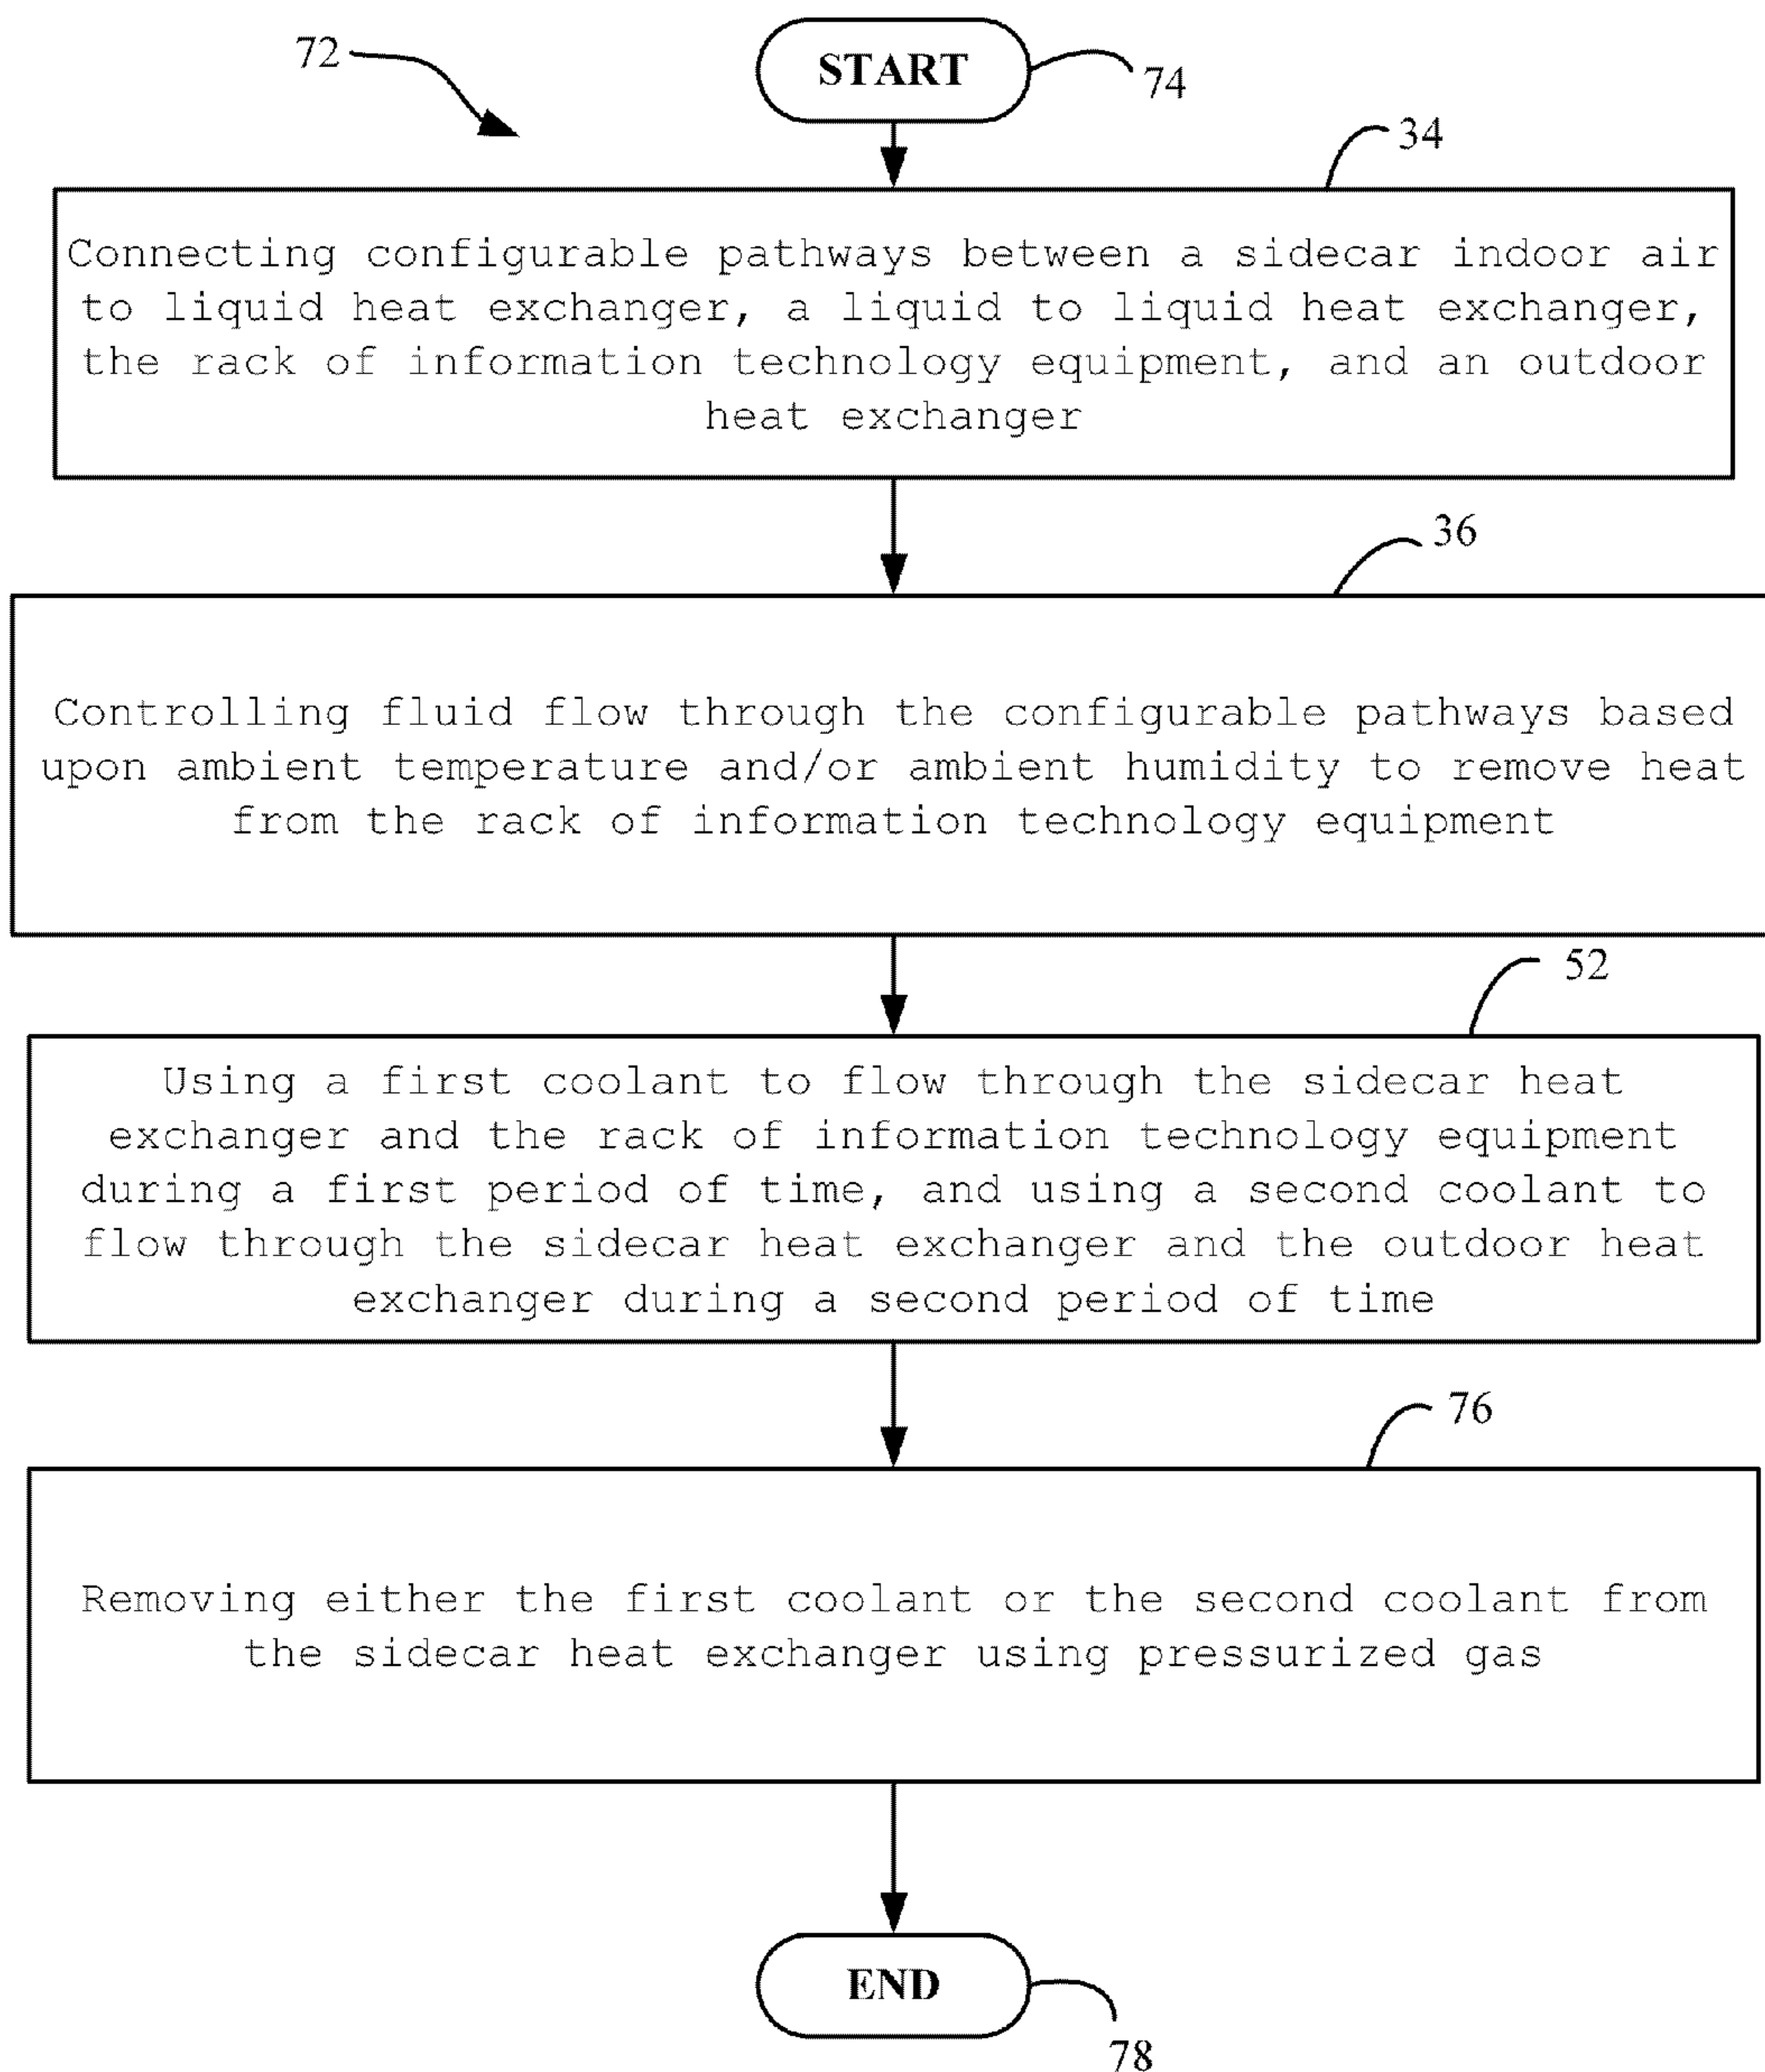 72
START
74
34
Connecting configurable pathways between a sidecar indoor air
to liquid heat exchanger, a liquid to liquid heat exchanger,
the rack of information technology equipment, and an outdoor
heat exchanger
36
Controlling fluid flow through the configurable pathways based
upon ambient temperature and/or ambient humidity to remove heat
from the rack of information technology equipment
52
Using a first coolant to flow through the sidecar heat
exchanger and the rack of information technology equipment
during a first period of time, and using a second coolant to
flow through the sidecar heat exchanger and the outdoor heat
exchanger during a second period of time
76
Removing either the first coolant or the second coolant from
the sidecar heat exchanger using pressurized gas
END
78